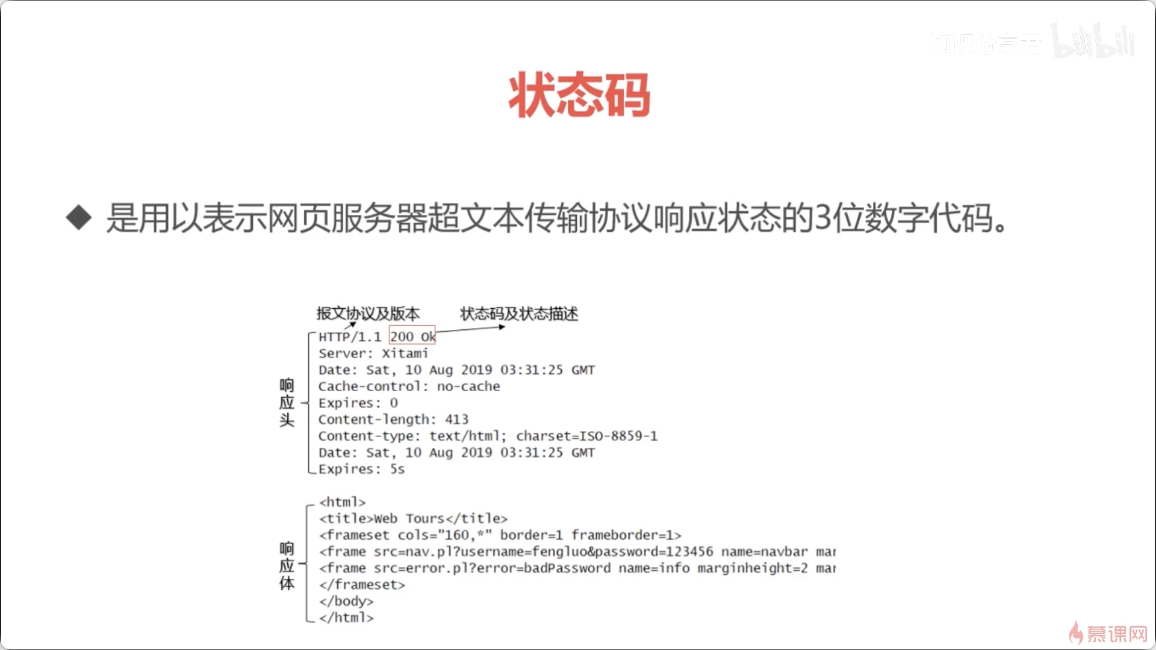 bilibili
状态码
◆ 是用以表示网页服务器超文本传输协议响应状态的3位数字代码。
报文协议及版本 状态码及状态描述
响应头
HTTP/1.1 200 Ok
Server: Xitami
Date: Sat, 10 Aug 2019 03:31:25 GMT
Cache-control: no-cache
Expires: 0
Content-length: 413
Content-type: text/html; charset=ISO-8859-1
Date: Sat, 10 Aug 2019 03:31:25 GMT
Expires: 5s
响应体
<html>
<title>Web Tours</title>
<frameset cols="160,*" border=1 frameborder=1>
<frame src=nav.pl?username=fengluo&password=123456 name=navbar mar
<frame src=error.pl?error=badPassword name=info marginheight=2 mar
</frameset>
</body>
</html>
慕课网